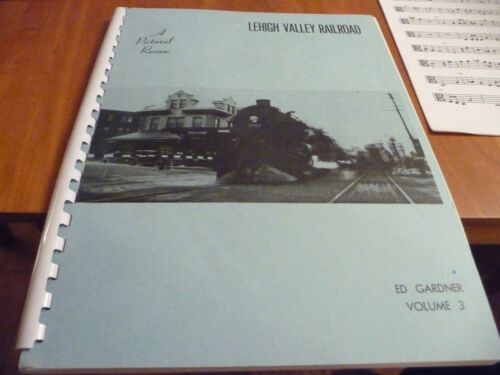 LEHIGH VALLEY RAILROAD
A
Pictorial
Review
ED GARDNER
VOLUME 3